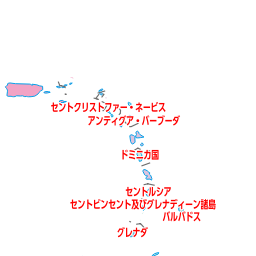 セントクリストファー・ネービス
アンティグア・バーブーダ
ドミニカ国
セントルシア
セントビンセント及びグレナディーン諸島
バルバドス
グレナダ